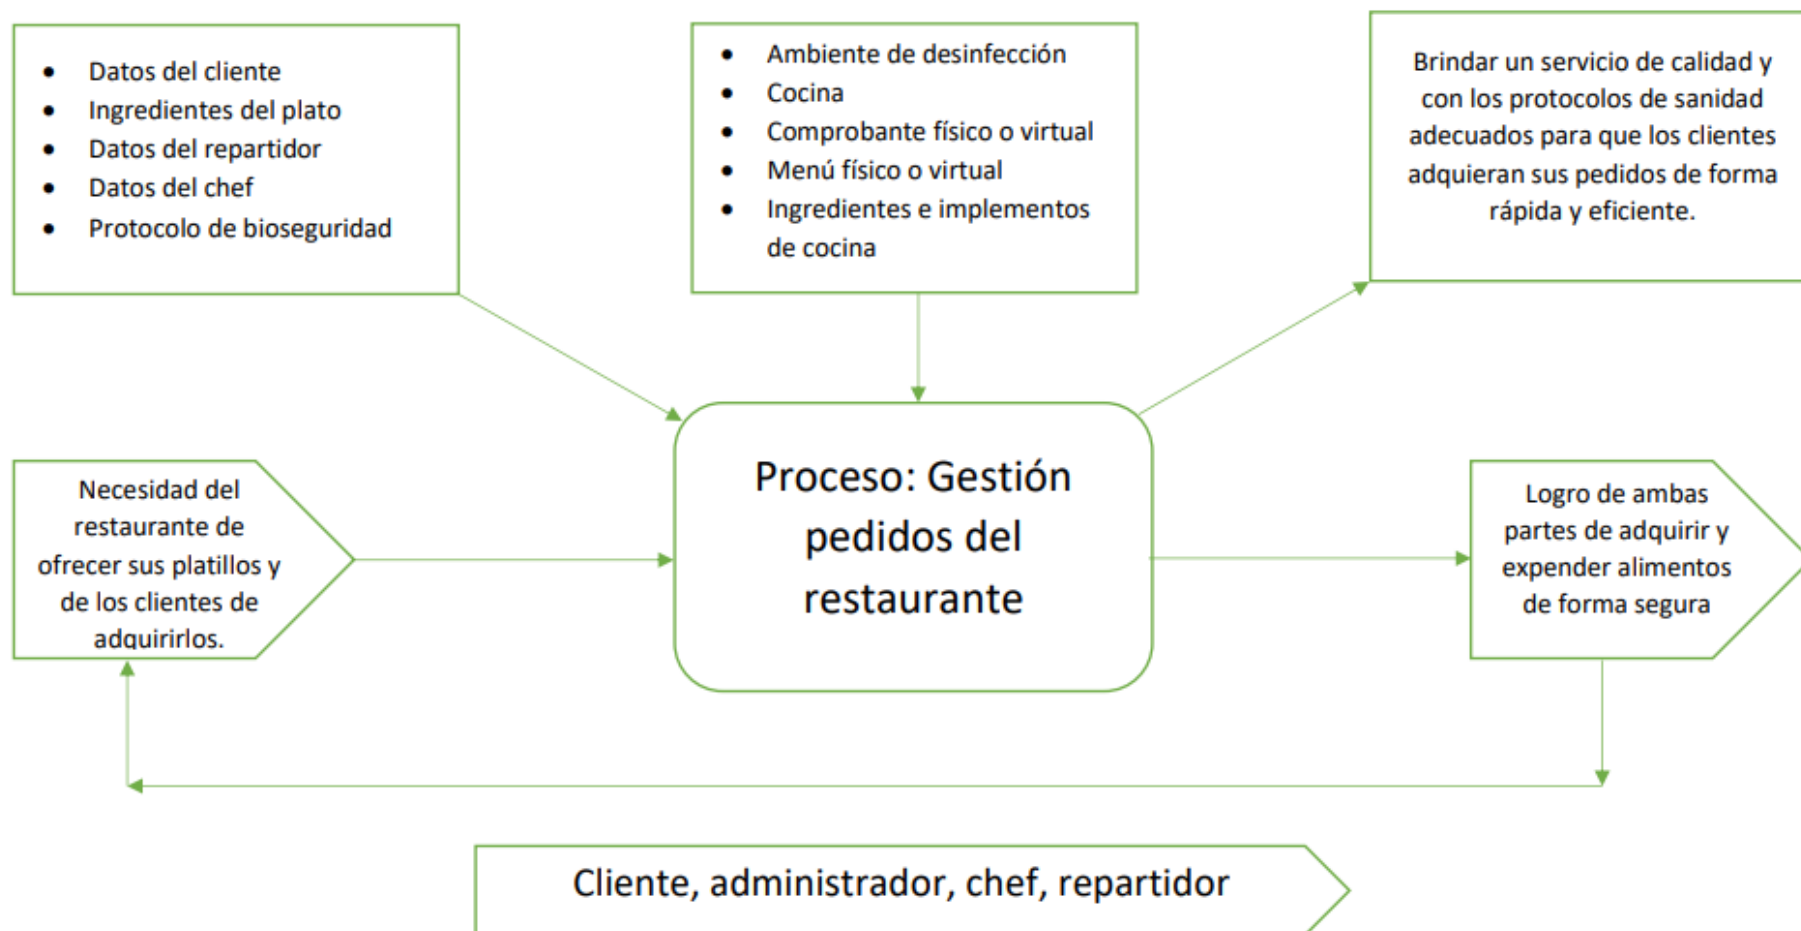 • Datos del cliente
• Ingredientes del plato
• Datos del repartidor
• Datos del chef
• Protocolo de bioseguridad
• Ambiente de desinfección
• Cocina
• Comprobante físico o virtual
• Menú físico o virtual
• Ingredientes e implementos
de cocina
Brindar un servicio de calidad y
con los protocolos de sanidad
adecuados para que los clientes
adquieran sus pedidos de forma
rápida y eficiente.
Necesidad del
restaurante de
ofrecer sus platillos y
de los clientes de
adquirirlos.
Proceso: Gestión
pedidos del
restaurante
Logro de ambas
partes de adquirir y
expender alimentos
de forma segura
Cliente, administrador, chef, repartidor